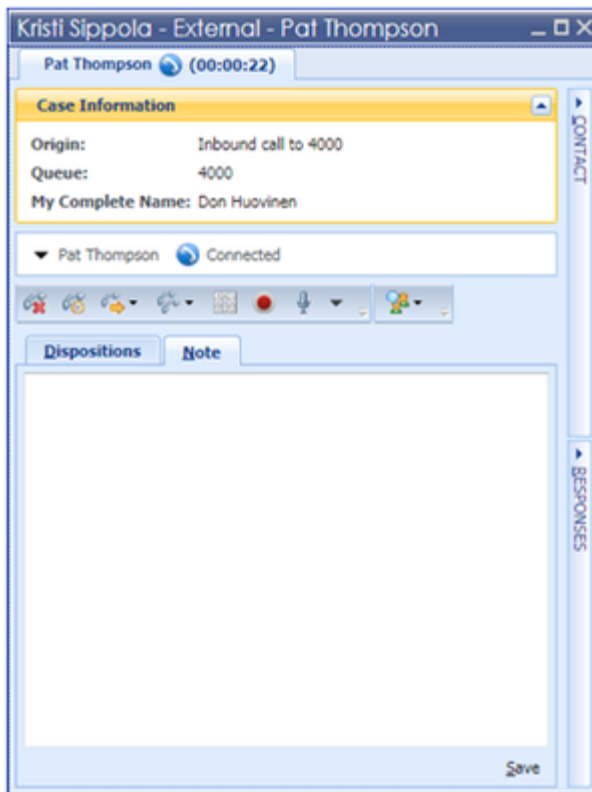 Kristi Sippola - External - Pat Thompson
Pat Thompson (00:00:22)
Case Information
Origin: Inbound call to 4000
Queue: 4000
My Complete Name: Don Huovinen
Pat Thompson Connected
Dispositions Note
Save
CONTACT
RESPONSES